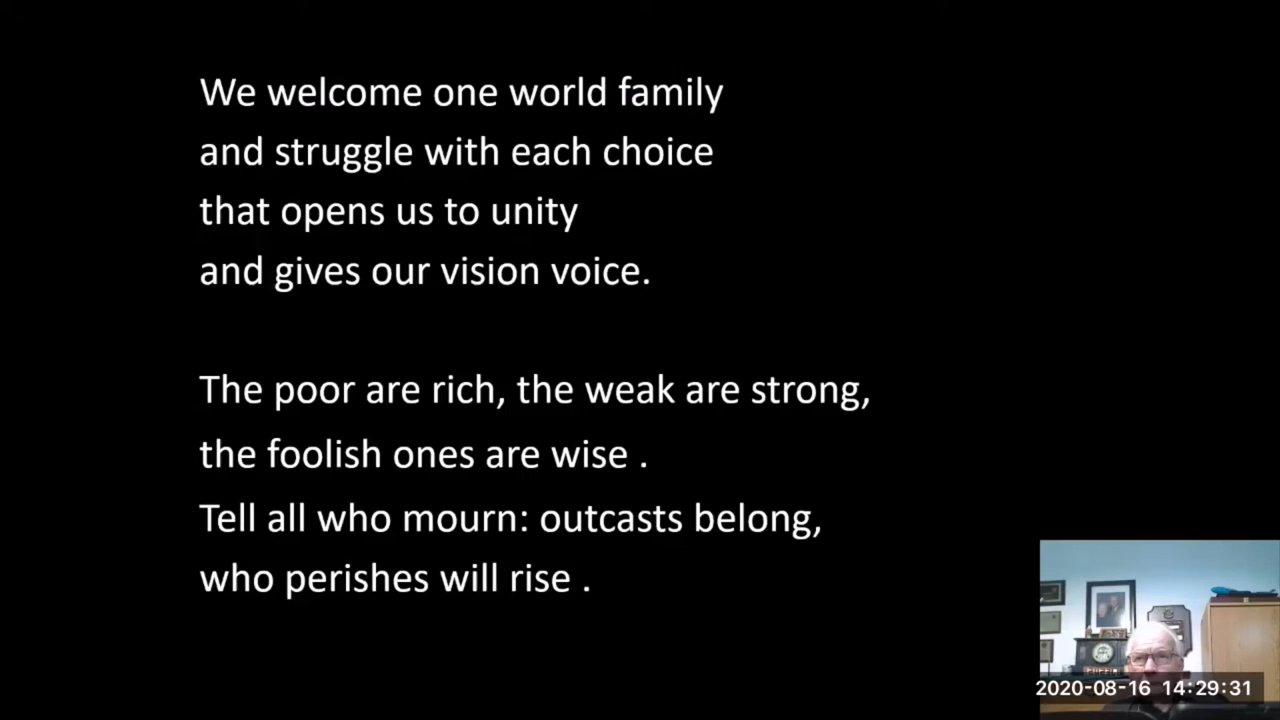 We welcome one world family
and struggle with each choice
that opens us to unity
and gives our vision voice.
The poor are rich, the weak are strong,
the foolish ones are wise .
Tell all who mourn: outcasts belong,
who perishes will rise .
2020-08-16 14:29:31